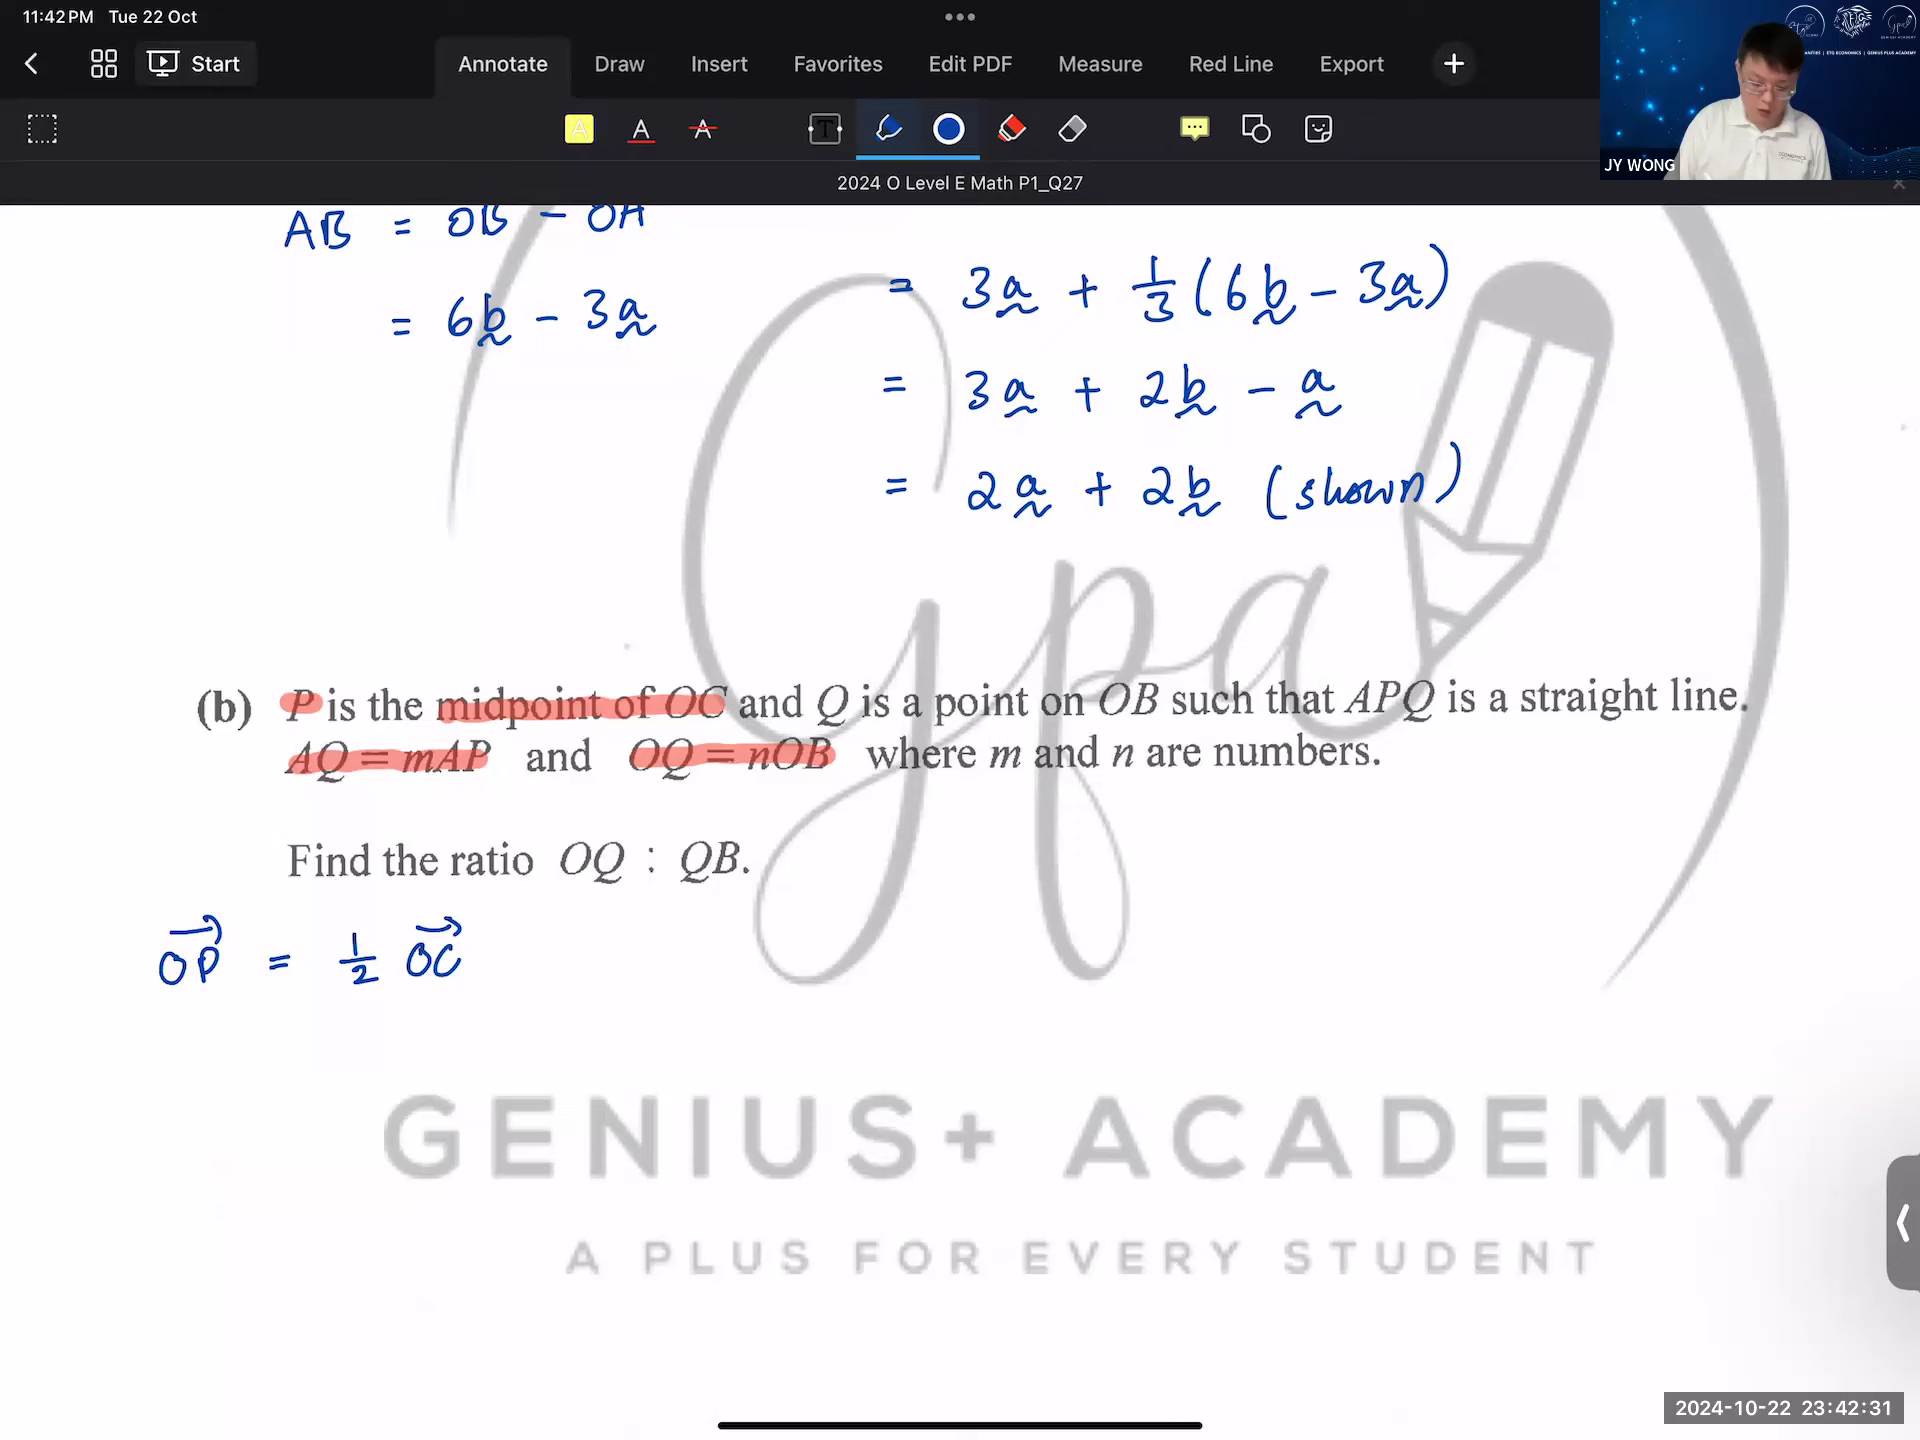 11:42 PM Tue 22 Oct
Start Annotate Draw Insert Favorites Edit PDF Measure Red Line Export
JY WONG
2024 O Level E Math P1_Q27
AB = OB - OA
= 6b - 3a
= 3a + 1/3 (6b - 3a)
= 3a + 2b - a
= 2a + 2b (shown)
gpa
(b) P is the midpoint of OC and Q is a point on OB such that APQ is a straight line.
AQ = mAP and OQ = nOB where m and n are numbers.
Find the ratio OQ : QB.
OP = 1/2 OC
GENIUS+ ACADEMY
A PLUS FOR EVERY STUDENT
2024-10-22 23:42:31